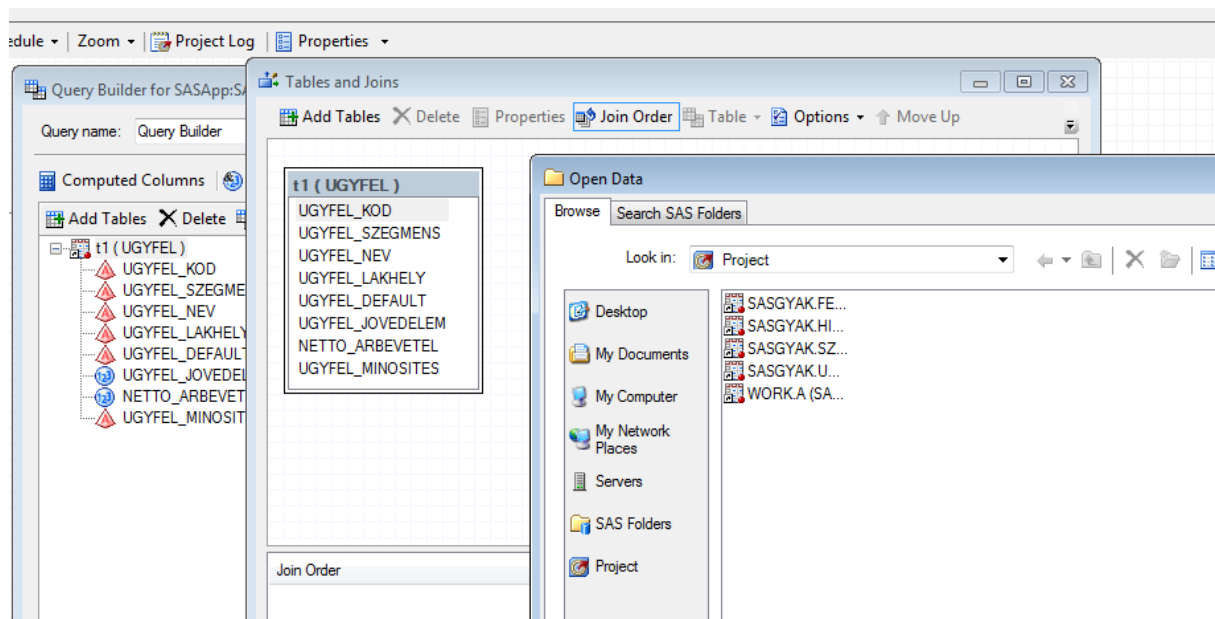 edule Zoom Project Log Properties
Query Builder for SASApp:SA
Query name: Query Builder
Computed Columns
Add Tables Delete
t1 ( UGYFEL )
UGYFEL_KOD
UGYFEL_SZEGME
UGYFEL_NEV
UGYFEL_LAKHELY
UGYFEL_DEFAULT
UGYFEL_JOVEDEL
NETTO_ARBEVET
UGYFEL_MINOSIT
Tables and Joins
Add Tables Delete Properties Join Order Table Options Move Up
t1 ( UGYFEL )
UGYFEL_KOD
UGYFEL_SZEGMENS
UGYFEL_NEV
UGYFEL_LAKHELY
UGYFEL_DEFAULT
UGYFEL_JOVEDELEM
NETTO_ARBEVETEL
UGYFEL_MINOSITES
Join Order
Open Data
Browse Search SAS Folders
Look in: Project
Desktop
My Documents
My Computer
My Network
Places
Servers
SAS Folders
Project
SASGYAK.FE...
SASGYAK.HI...
SASGYAK.SZ...
SASGYAK.U...
WORK.A (SA...